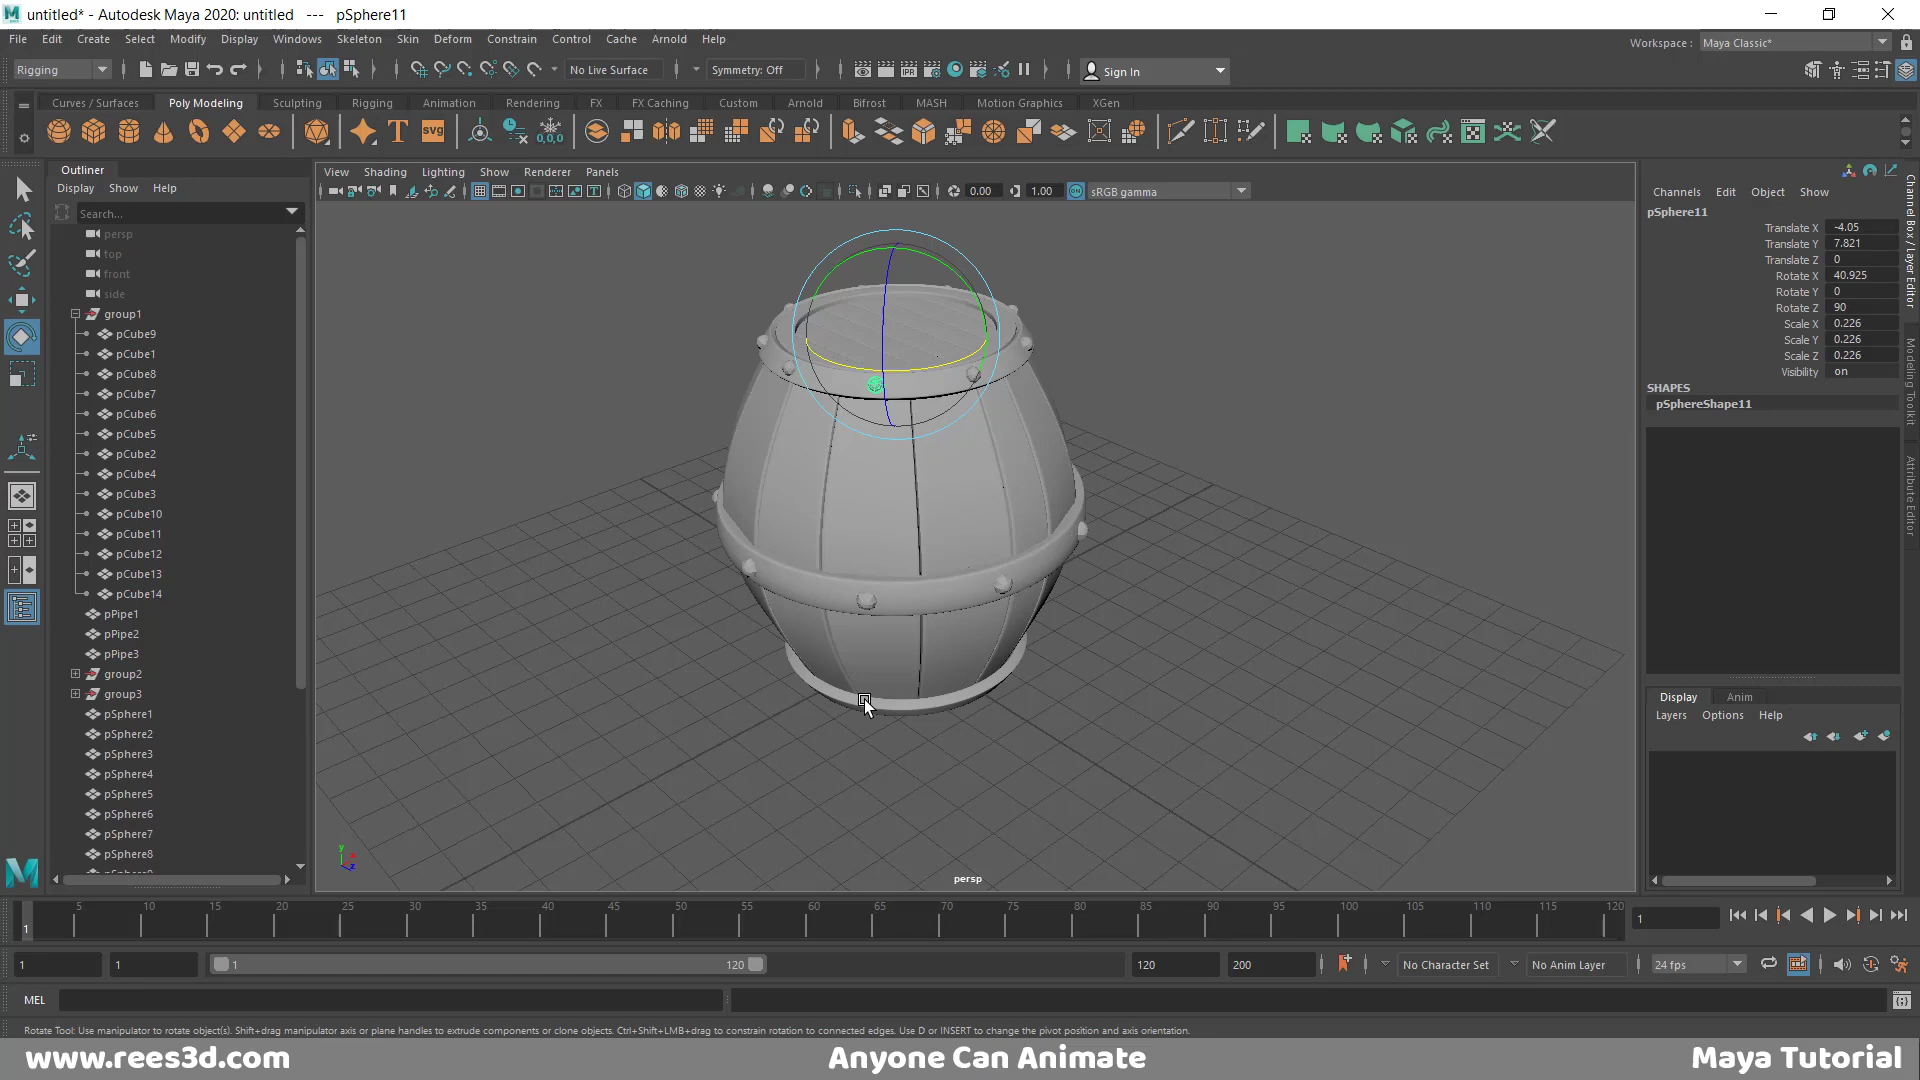 untitled* - Autodesk Maya 2020: untitled --- pSphere11
File Edit Create Select Modify Display Windows Skeleton Skin Deform Constrain Control Cache Arnold Help
Workspace : Maya Classic*
Rigging No Live Surface Symmetry: Off Sign In
Curves / Surfaces Poly Modeling Sculpting Rigging Animation Rendering FX FX Caching Custom Arnold Bifrost MASH Motion Graphics XGen
Outliner
Display Show Help
Search...
persp
top
front
side
group1
pCube9
pCube1
pCube8
pCube7
pCube6
pCube5
pCube2
pCube4
pCube3
pCube10
pCube11
pCube12
pCube13
pCube14
pPipe1
pPipe2
pPipe3
group2
group3
pSphere1
pSphere2
pSphere3
pSphere4
pSphere5
pSphere6
pSphere7
pSphere8
View Shading Lighting Show Renderer Panels
0.00 1.00 sRGB gamma
persp
Channels Edit Object Show
pSphere11
Translate X -4.05
Translate Y 7.821
Translate Z 0
Rotate X 40.925
Rotate Y 0
Rotate Z 90
Scale X 0.226
Scale Y 0.226
Scale Z 0.226
Visibility on
SHAPES
pSphereShape11
Channel Box / Layer Editor
Modeling Toolkit
Attribute Editor
Display Anim
Layers Options Help
5 10 15 20 25 30 35 40 45 50 55 60 65 70 75 80 85 90 95 100 105 110 115 120
1
1
1 1 1 120 120 200 No Character Set No Anim Layer 24 fps
MEL
Rotate Tool: Use manipulator to rotate object(s). Shift+drag manipulator axis or plane handles to extrude components or clone objects. Ctrl+Shift+LMB+drag to constrain rotation to connected edges. Use D or INSERT to change the pivot position and axis orientation.
www.rees3d.com Anyone Can Animate Maya Tutorial